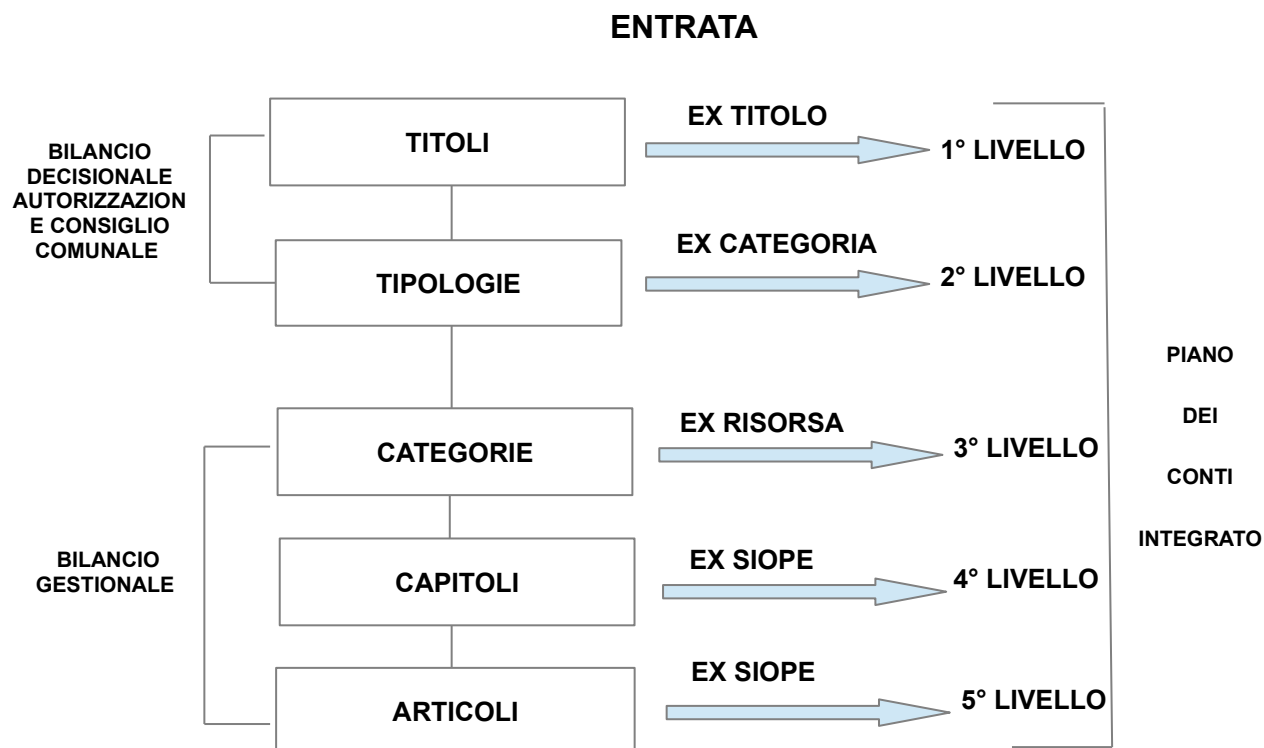 ENTRATA
BILANCIO
DECISIONALE
AUTORIZZAZION
E CONSIGLIO
COMUNALE
TITOLI
EX TITOLO
1° LIVELLO
TIPOLOGIE
EX CATEGORIA
2° LIVELLO
CATEGORIE
EX RISORSA
3° LIVELLO
BILANCIO
GESTIONALE
CAPITOLI
EX SIOPE
4° LIVELLO
ARTICOLI
EX SIOPE
5° LIVELLO
PIANO
DEI
CONTI
INTEGRATO